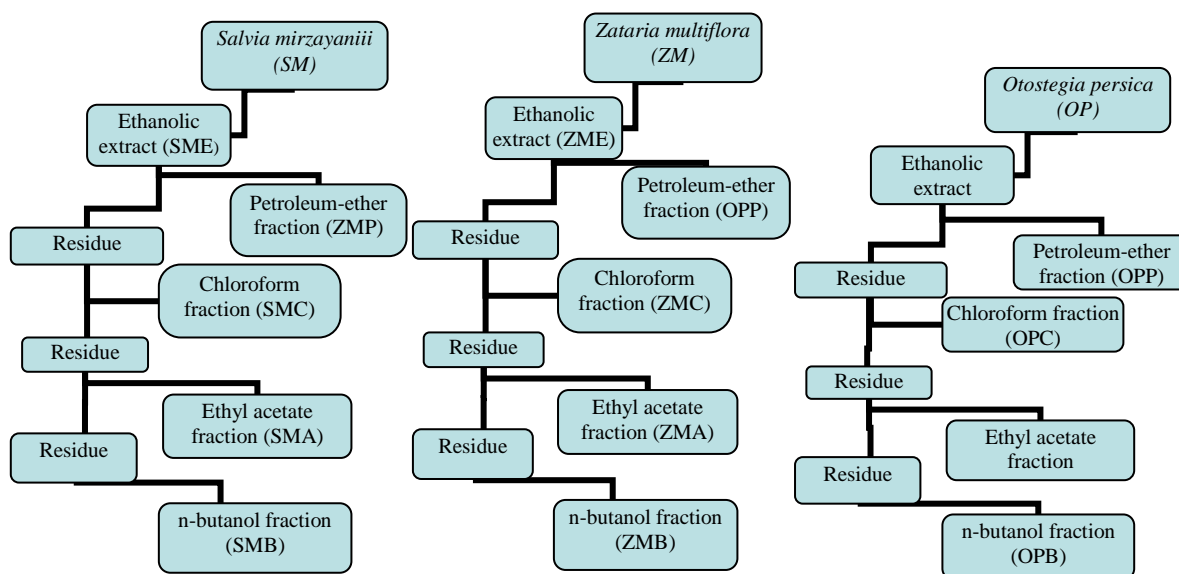 Salvia mirzayaniii
(SM)
Ethanolic
extract (SME)
Petroleum-ether
fraction (ZMP)
Residue
Chloroform
fraction (SMC)
Residue
Ethyl acetate
fraction (SMA)
Residue
n-butanol fraction
(SMB)
Zataria multiflora
(ZM)
Ethanolic
extract (ZME)
Petroleum-ether
fraction (OPP)
Residue
Chloroform
fraction (ZMC)
Residue
Ethyl acetate
fraction (ZMA)
Residue
n-butanol fraction
(ZMB)
Otostegia persica
(OP)
Ethanolic
extract
Petroleum-ether
fraction (OPP)
Residue
Chloroform fraction
(OPC)
Residue
Ethyl acetate
fraction
Residue
n-butanol fraction
(OPB)